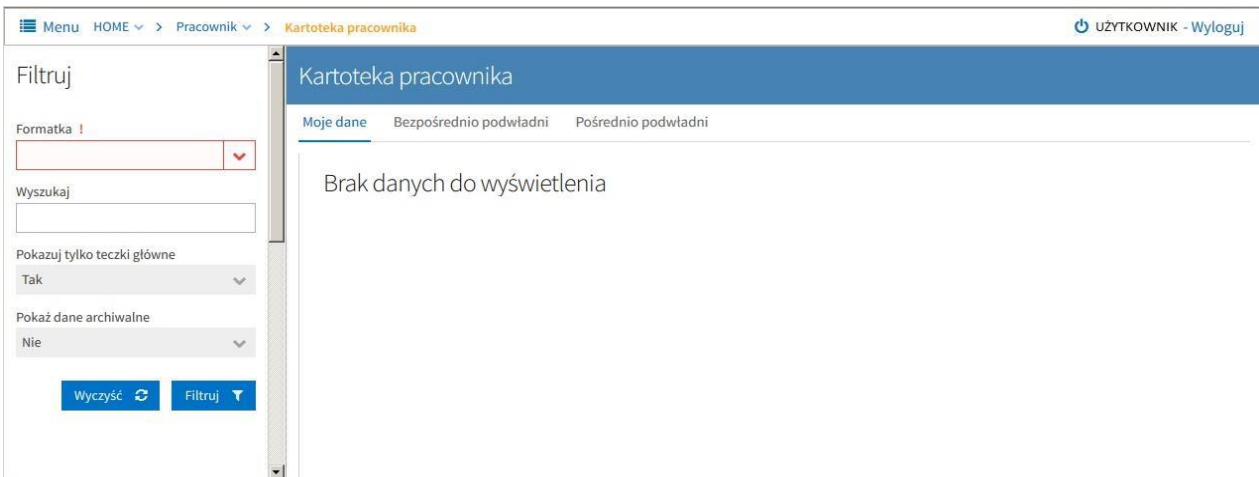 Menu HOME > Pracownik > Kartoteka pracownika UŻYTKOWNIK - Wyloguj
Filtruj
Kartoteka pracownika
Moje dane Bezpośrednio podwładni Pośrednio podwładni
Formatka !
Brak danych do wyświetlenia
Wyszukaj
Pokazuj tylko teczki główne
Tak
Pokaż dane archiwalne
Nie
Wyczyść Filtruj